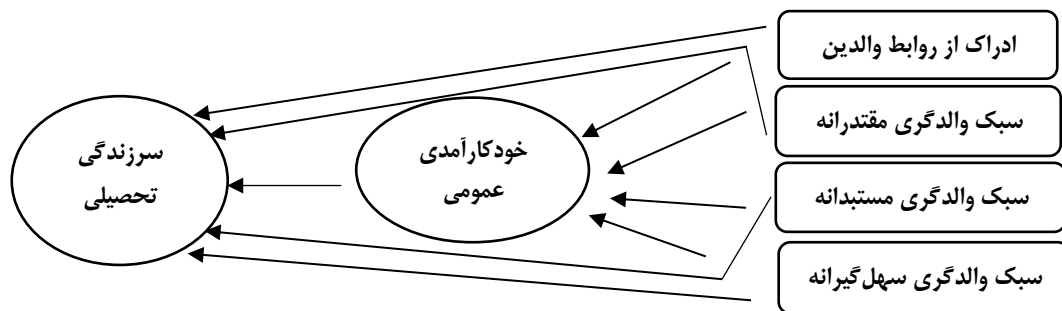 ادراک از روابط والدین
سبک والدگری مقتدرانه
سبک والدگری مستبدانه
سبک والدگری سهل‌گیرانه
خودکارآمدی
عمومی
سرزندگی
تحصیلی